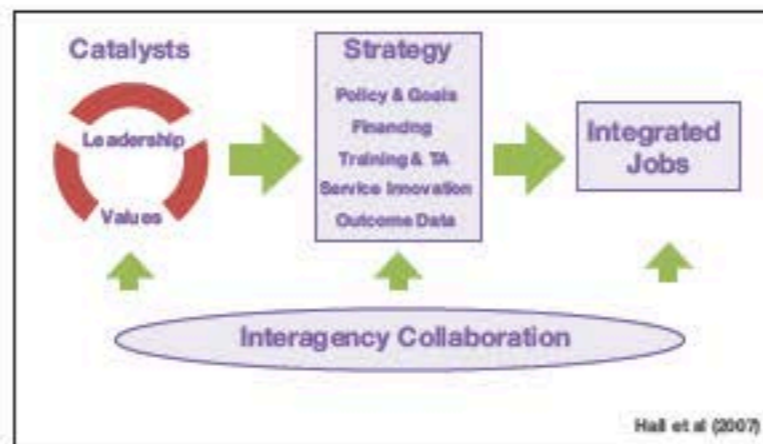 Catalysts
Leadership
Values
Strategy
Policy & Goals
Financing
Training & TA
Service Innovation
Outcome Data
Integrated
Jobs
Interagency Collaboration
Hall et al (2007)